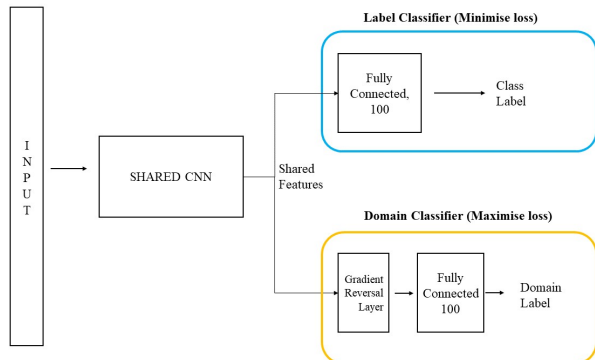 I
N
P
U
T
SHARED CNN
Shared
Features
Label Classifier (Minimise loss)
Fully
Connected,
100
Class
Label
Domain Classifier (Maximise loss)
Gradient
Reversal
Layer
Fully
Connected
100
Domain
Label